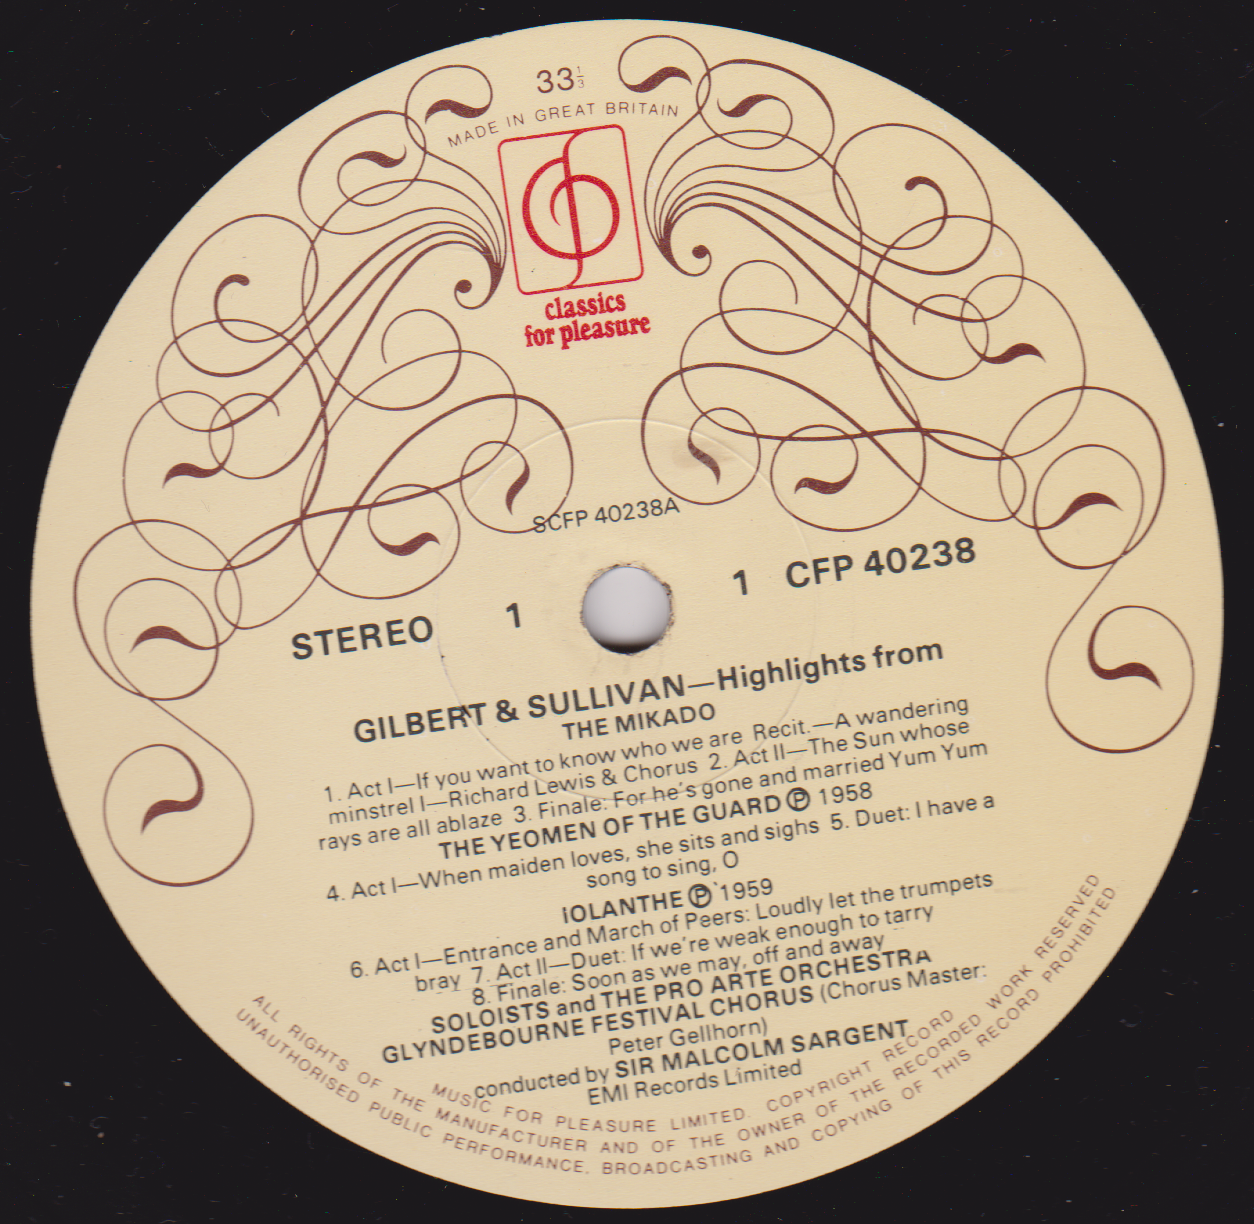 33⅓
MADE IN GREAT BRITAIN
classics
for pleasure
SCFP 40238A
STEREO 1 1 CFP 40238
GILBERT & SULLIVAN—Highlights from
THE MIKADO
1. Act I—If you want to know who we are Recit.—A wandering
minstrel I—Richard Lewis & Chorus 2. Act II—The Sun whose
rays are all ablaze 3. Finale: For he's gone and married Yum Yum
THE YEOMEN OF THE GUARD ℗ 1958
4. Act I—When maiden loves, she sits and sighs 5. Duet: I have a
song to sing, O
IOLANTHE ℗ 1959
6. Act I—Entrance and March of Peers: Loudly let the trumpets
bray 7. Act II—Duet: If we're weak enough to tarry
8. Finale: Soon as we may, off and away
SOLOISTS and THE PRO ARTE ORCHESTRA
GLYNDEBOURNE FESTIVAL CHORUS (Chorus Master:
Peter Gellhorn)
conducted by SIR MALCOLM SARGENT
EMI Records Limited
MUSIC FOR PLEASURE LIMITED. COPYRIGHT RECORD
ALL RIGHTS OF THE MANUFACTURER AND OF THE OWNER OF THE RECORDED WORK RESERVED
UNAUTHORISED PUBLIC PERFORMANCE, BROADCASTING AND COPYING OF THIS RECORD PROHIBITED